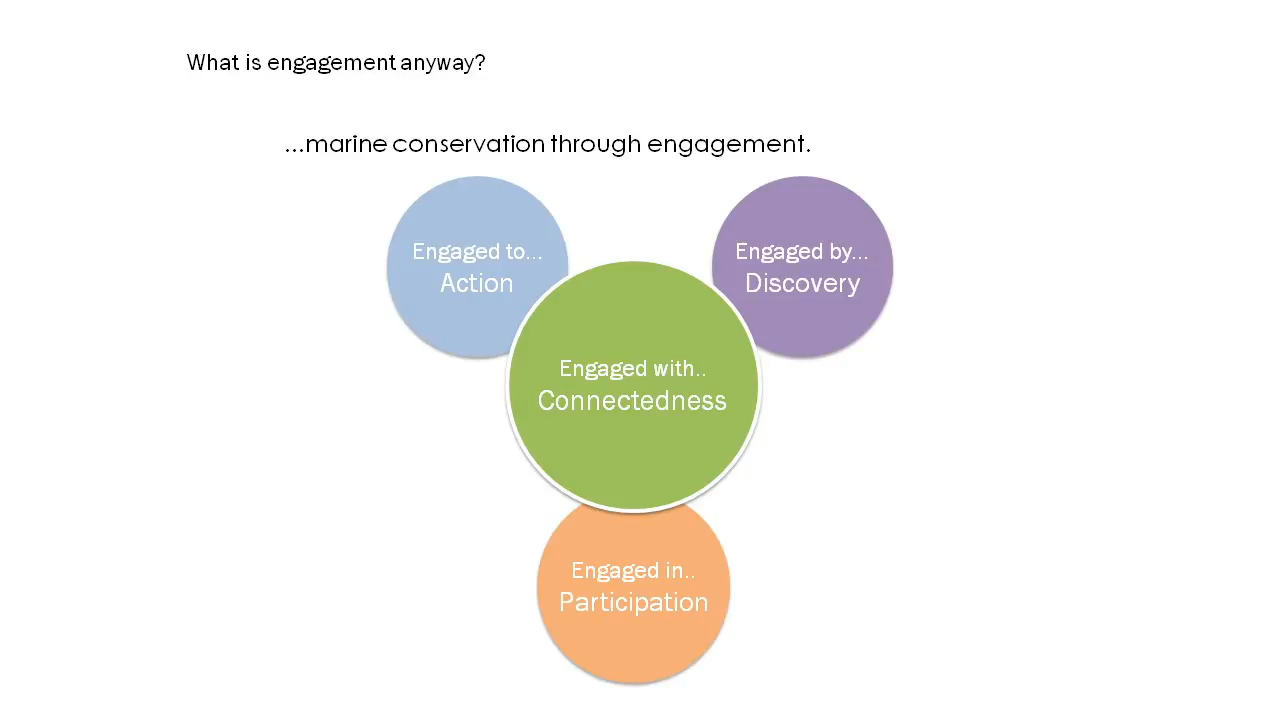 What is engagement anyway?
...marine conservation through engagement.
Engaged to...
Action
Engaged by...
Discovery
Engaged with..
Connectedness
Engaged in..
Participation